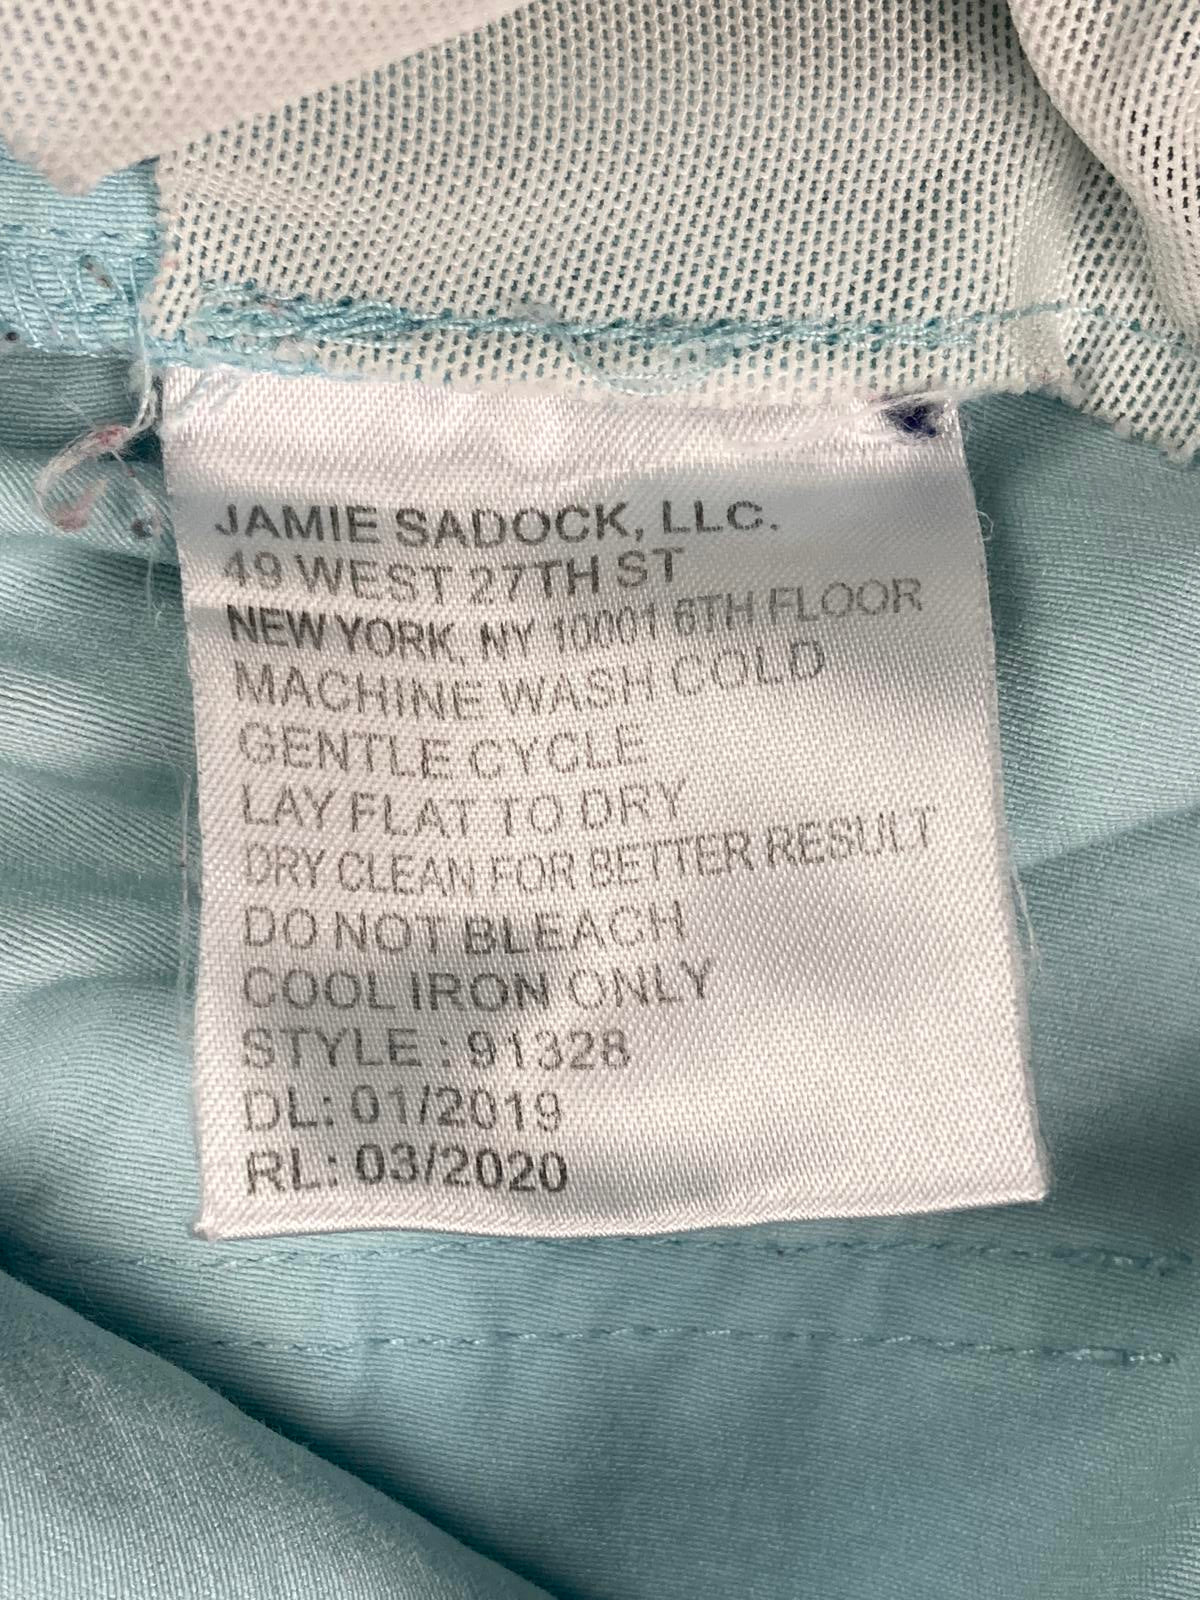 JAMIE SADOCK, LLC.
49 WEST 27TH ST
NEW YORK, NY 10001 6TH FLOOR
MACHINE WASH COLD
GENTLE CYCLE
LAY FLAT TO DRY
DRY CLEAN FOR BETTER RESULT
DO NOT BLEACH
COOL IRON ONLY
STYLE : 91328
DL: 01/2019
RL: 03/2020